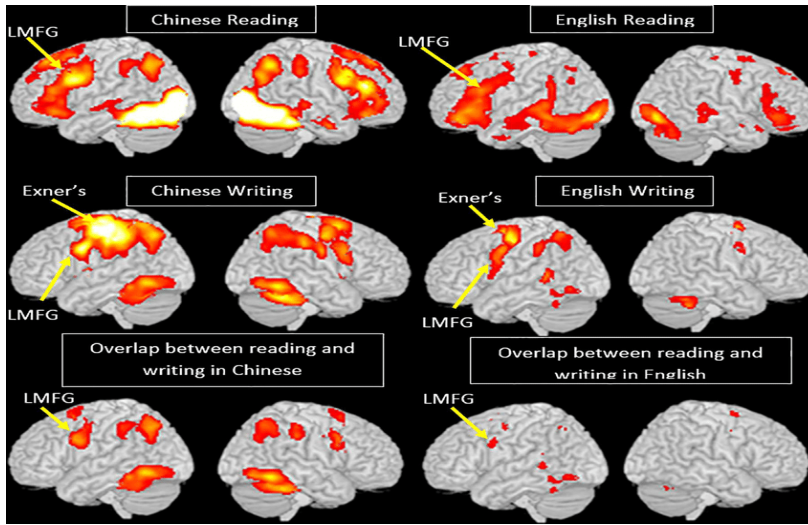 Chinese Reading
English Reading
LMFG
LMFG
Chinese Writing
English Writing
Exner's
Exner's
LMFG
LMFG
Overlap between reading and
writing in Chinese
Overlap between reading and
writing in English
LMFG
LMFG